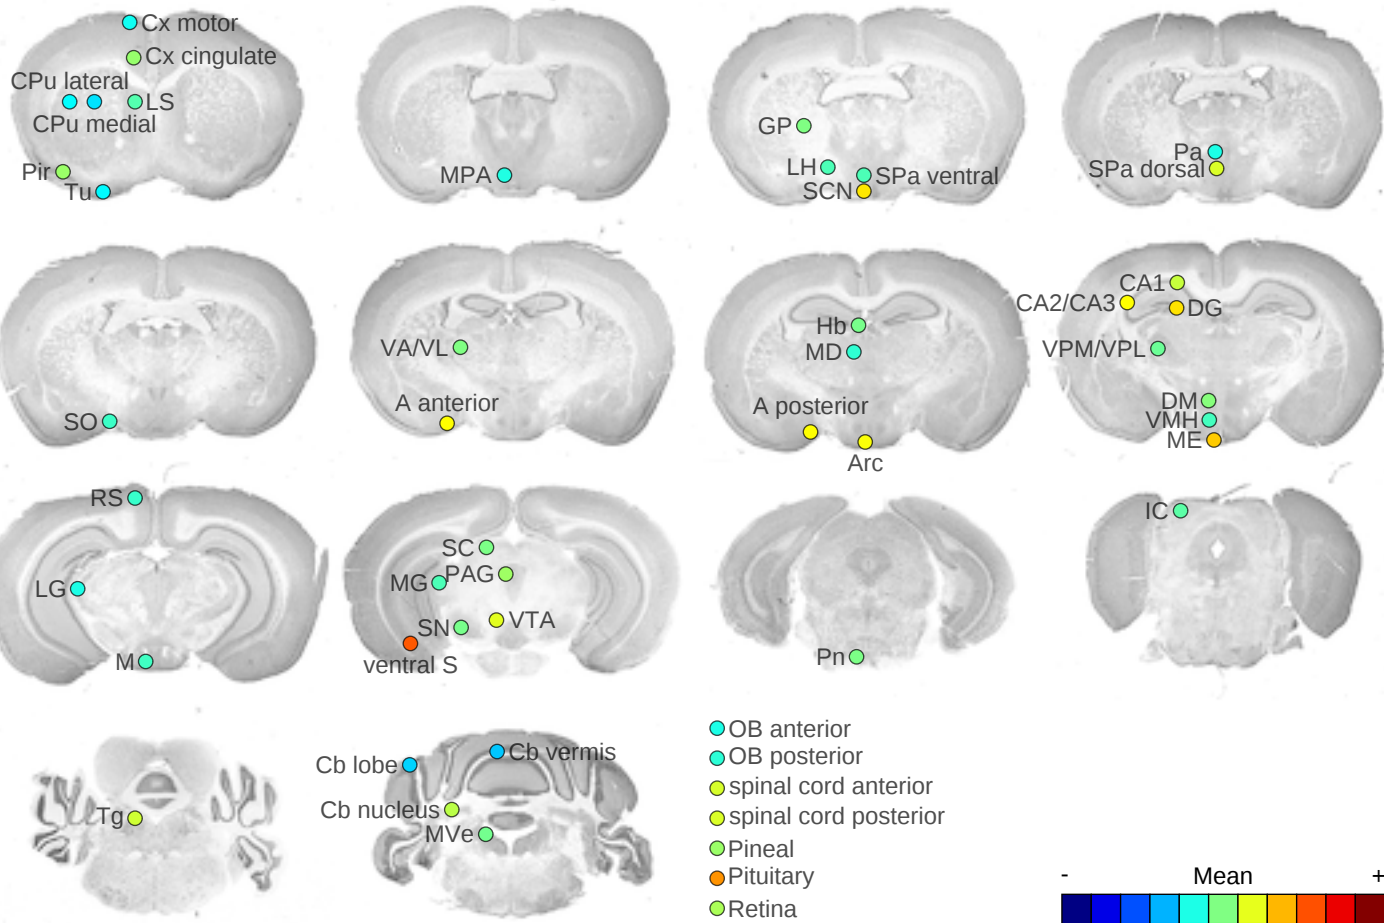 Cx motor
Cx cingulate
CPu lateral
LS
CPu medial
Pir
Tu
MPA
GP
LH
SPa ventral
SCN
Pa
SPa dorsal
SO
VA/VL
A anterior
Hb
MD
A posterior
Arc
CA1
CA2/CA3
DG
VPM/VPL
DM
VMH
ME
RS
LG
M
SC
MG
PAG
SN
VTA
ventral S
Pn
IC
Tg
Cb lobe
Cb vermis
Cb nucleus
MVe
OB anterior
OB posterior
spinal cord anterior
spinal cord posterior
Pineal
Pituitary
Retina
- Mean +